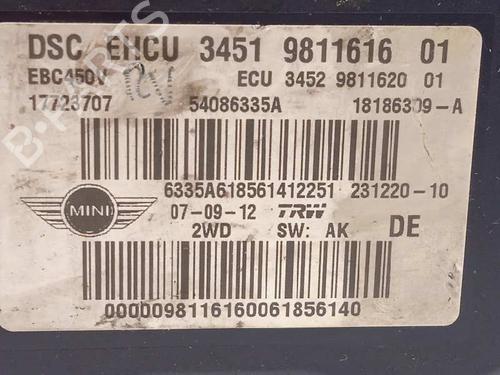 DSC EHCU 3451 9811616 01
EBC450V ECU 3452 9811620 01
17723707 54086335A 18186309-A
6335A618561412251 231220-10
MINI 07-09-12 TRW DE
2WD SW: AK
0000098116160061856140
B-PARTS